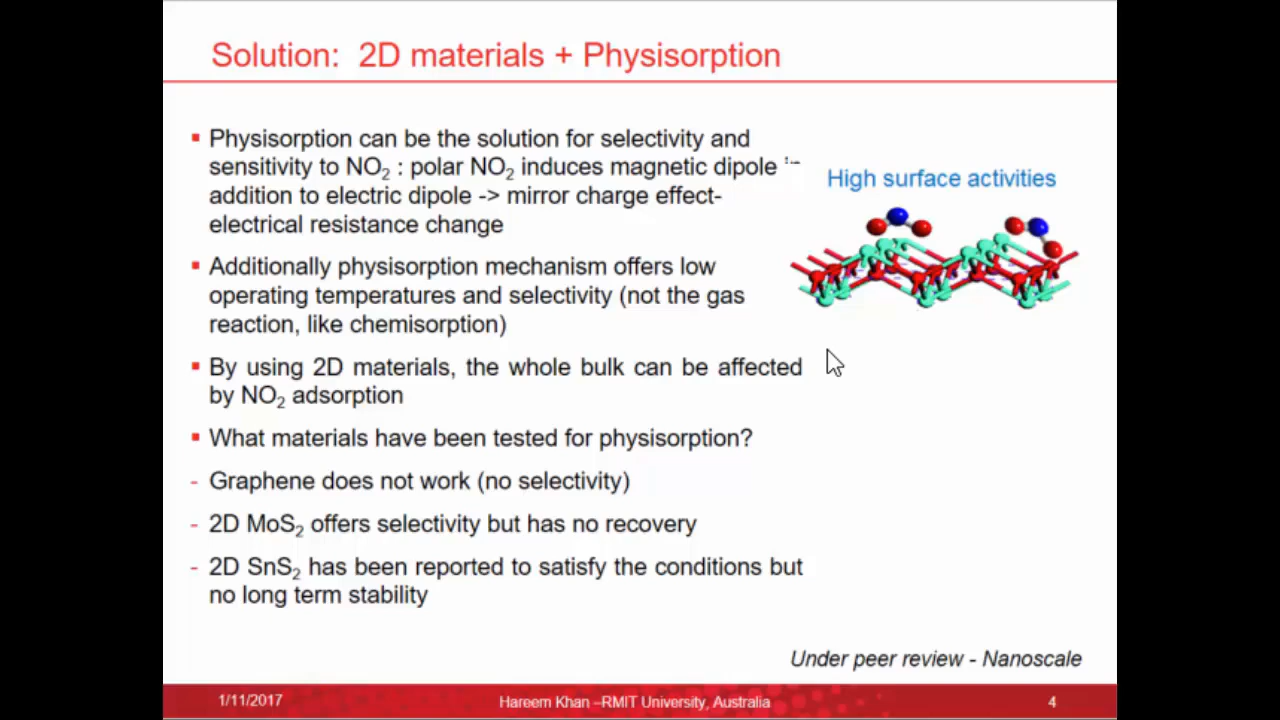 Solution: 2D materials + Physisorption
Physisorption can be the solution for selectivity and
sensitivity to NO₂ : polar NO₂ induces magnetic dipole
addition to electric dipole -> mirror charge effect-
electrical resistance change
Additionally physisorption mechanism offers low
operating temperatures and selectivity (not the gas
reaction, like chemisorption)
By using 2D materials, the whole bulk can be affected
by NO₂ adsorption
What materials have been tested for physisorption?
- Graphene does not work (no selectivity)
- 2D MoS₂ offers selectivity but has no recovery
- 2D SnS₂ has been reported to satisfy the conditions but
no long term stability
High surface activities
Under peer review - Nanoscale
1/11/2017
Hareem Khan –RMIT University, Australia
4